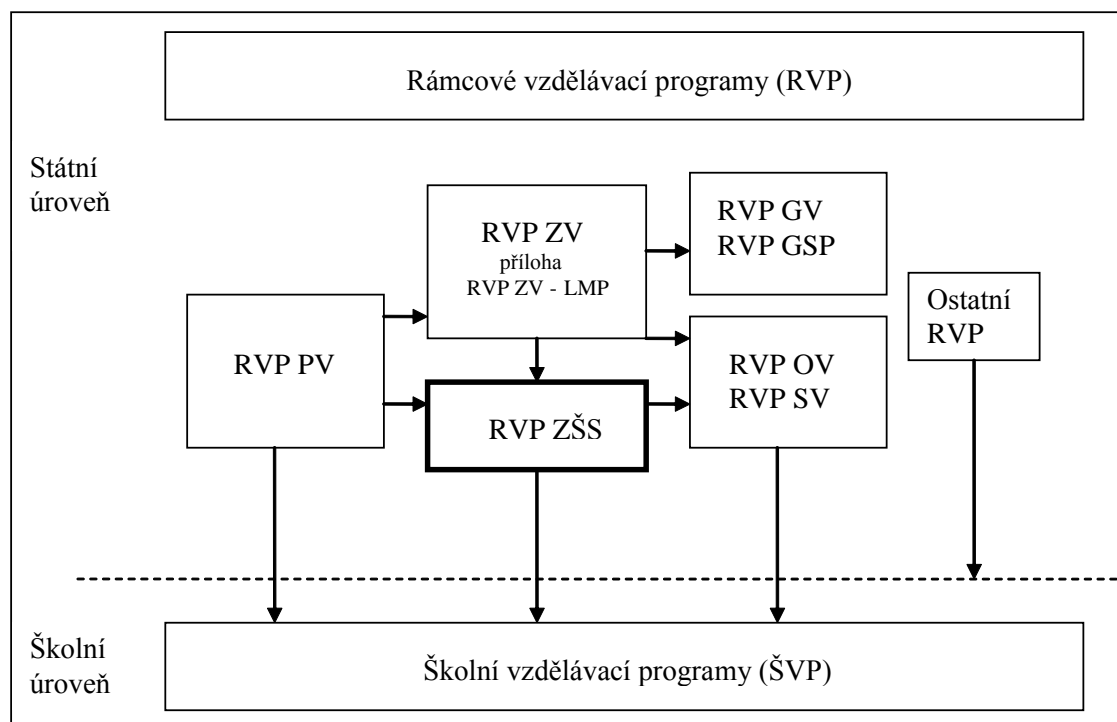 Rámcové vzdělávací programy (RVP)
Státní
úroveň
RVP ZV
příloha
RVP ZV - LMP
RVP GV
RVP GSP
Ostatní
RVP
RVP PV
RVP OV
RVP SV
RVP ZŠS
Školní
úroveň
Školní vzdělávací programy (ŠVP)